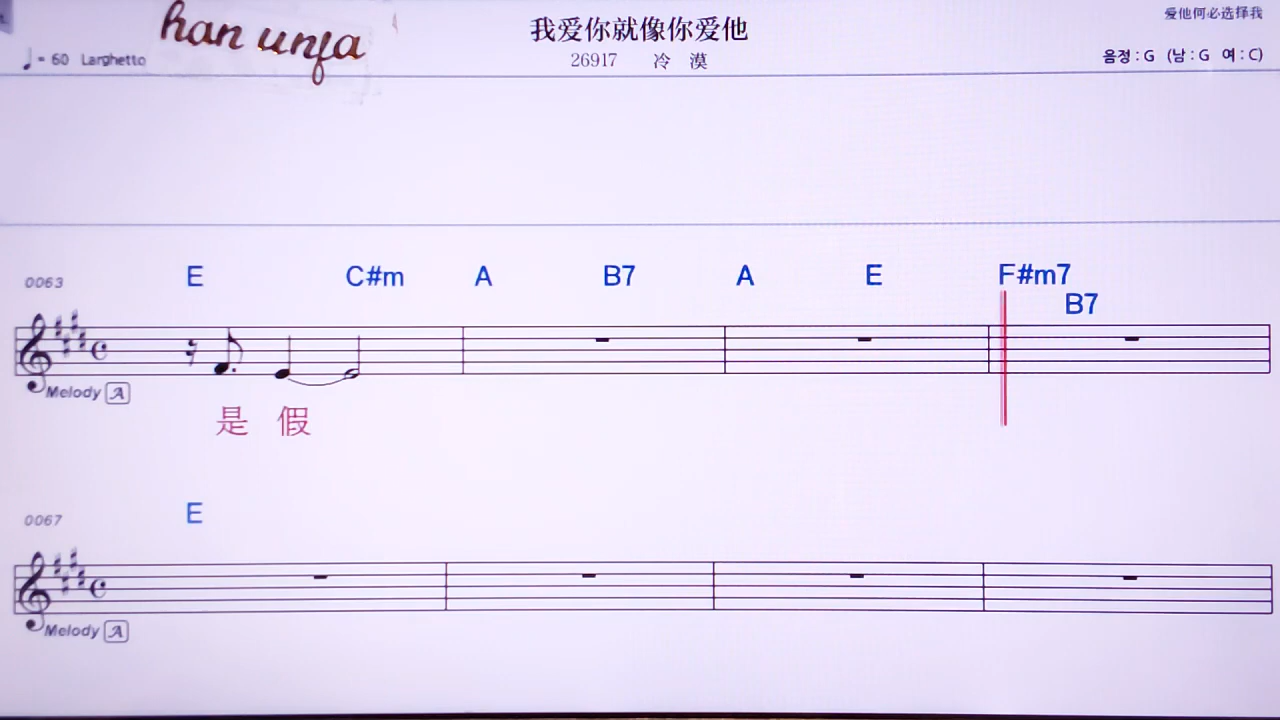 han unfa
我爱你就像你爱他
爱他何必选择我
♩= 60 Larghetto
26917 冷 漠
음정 : G (남 : G 여 : C)
0063
E C#m A B7 A E F#m7
B7
Melody A
是 假
0067
E
Melody A